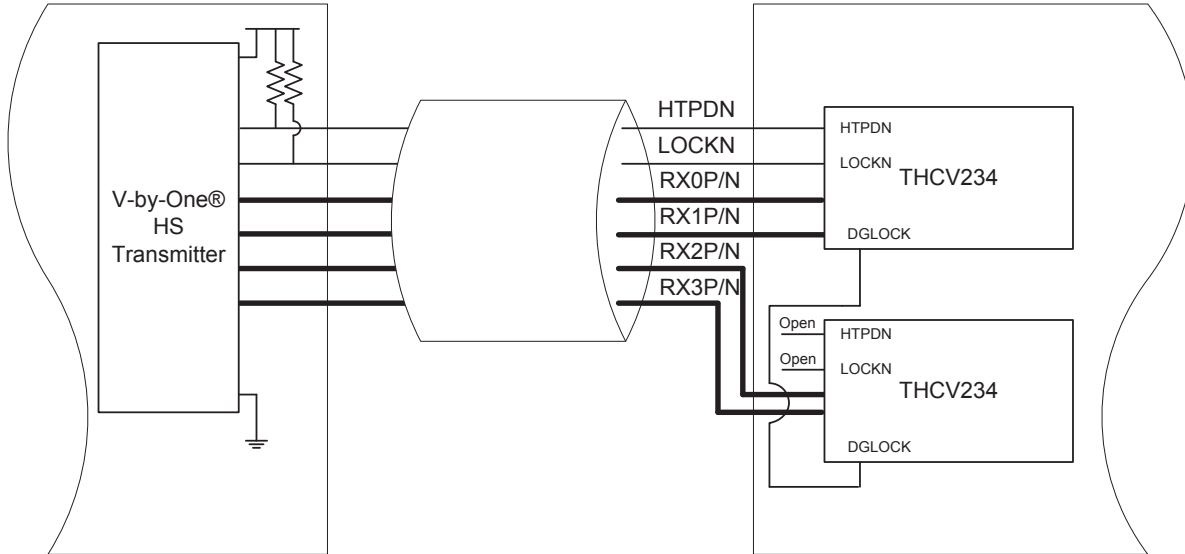 V-by-One®
HS
Transmitter
HTPDN
LOCKN
RX0P/N
RX1P/N
RX2P/N
RX3P/N
HTPDN
LOCKN
THCV234
DGLOCK
Open
HTPDN
Open
LOCKN
THCV234
DGLOCK